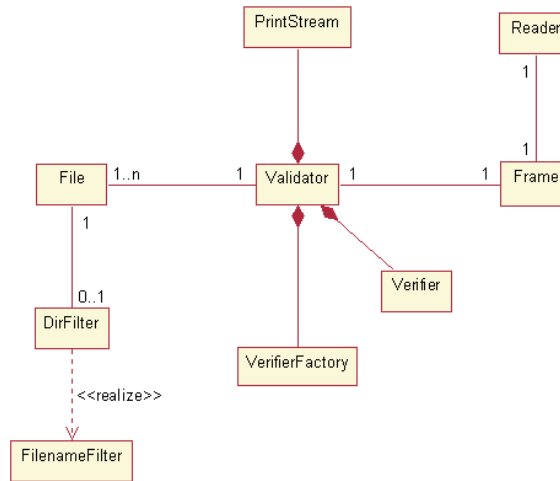 PrintStream
Reader
1
1
File
1..n
1
Validator
1
1
Frame
1
0..1
Verifier
DirFilter
VerifierFactory
<<realize>>
FilenameFilter